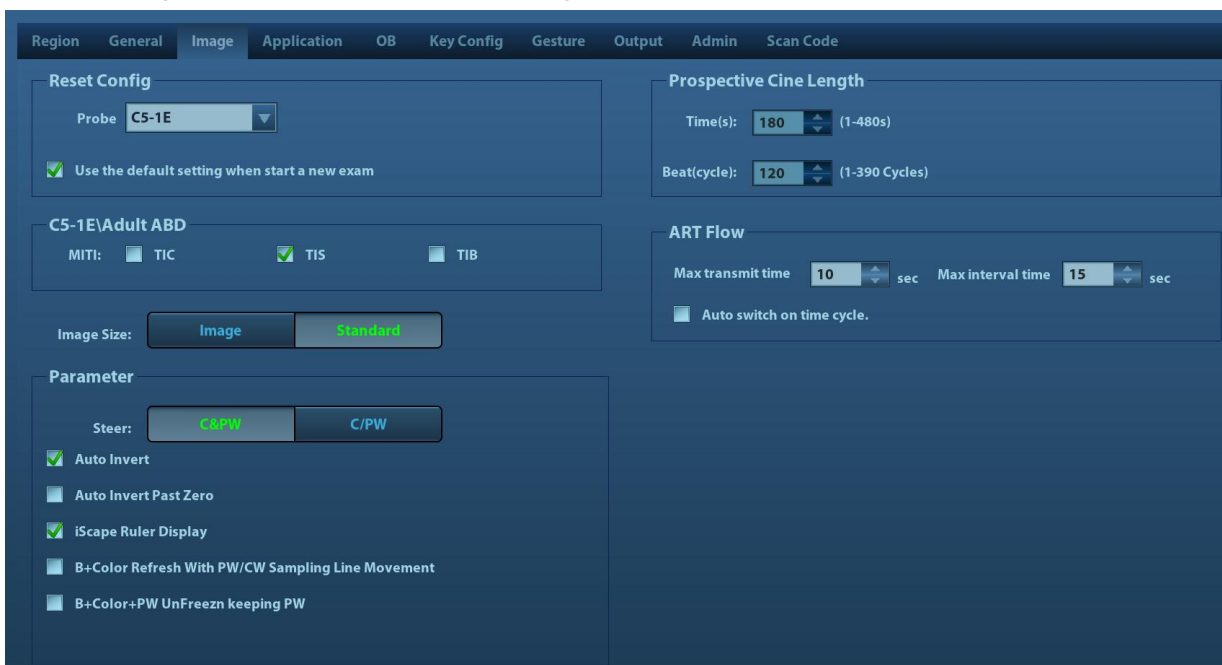 Region General Image Application OB Key Config Gesture Output Admin Scan Code
Reset Config
Probe C5-1E
Use the default setting when start a new exam
C5-1E\Adult ABD
MITI: TIC TIS TIB
Image Size: Image Standard
Parameter
Steer: C&PW C/PW
Auto Invert
Auto Invert Past Zero
iScape Ruler Display
B+Color Refresh With PW/CW Sampling Line Movement
B+Color+PW UnFreezn keeping PW
Prospective Cine Length
Time(s): 180 (1-480s)
Beat(cycle): 120 (1-390 Cycles)
ART Flow
Max transmit time 10 sec Max interval time 15 sec
Auto switch on time cycle.